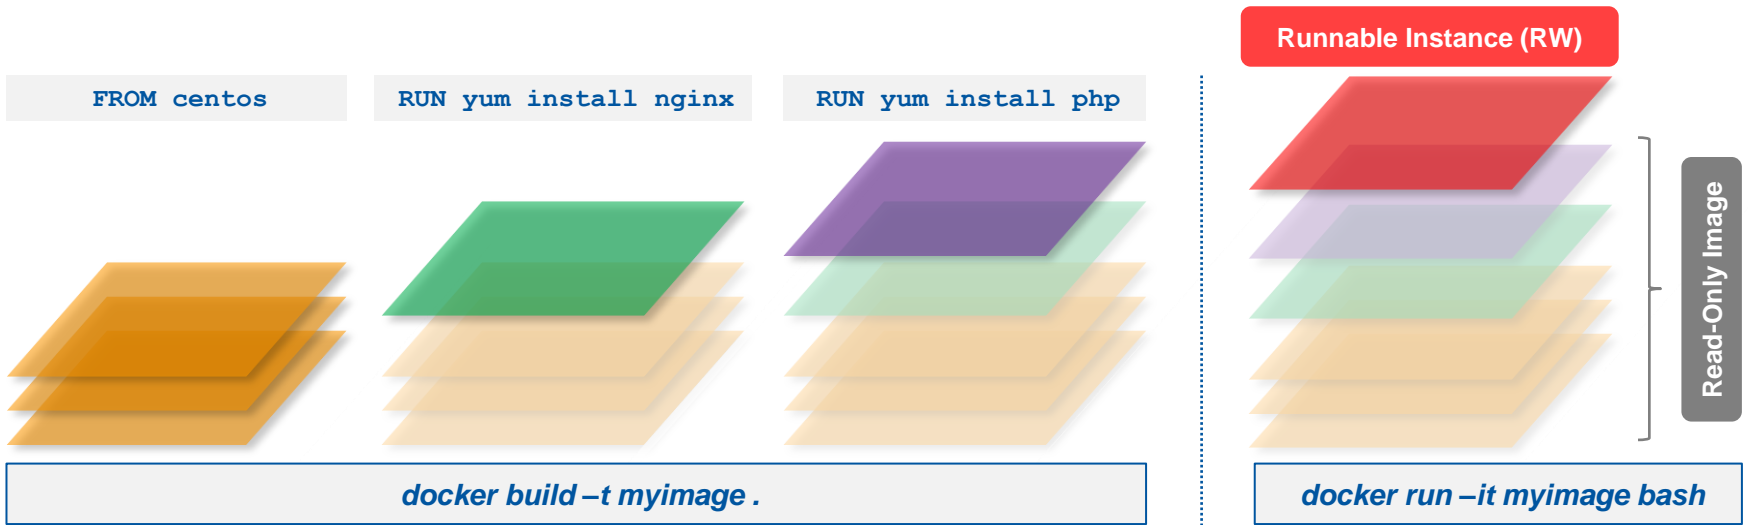 Runnable Instance (RW)
FROM centos
RUN yum install nginx
RUN yum install php
Read-Only Image
docker build –t myimage .
docker run –it myimage bash